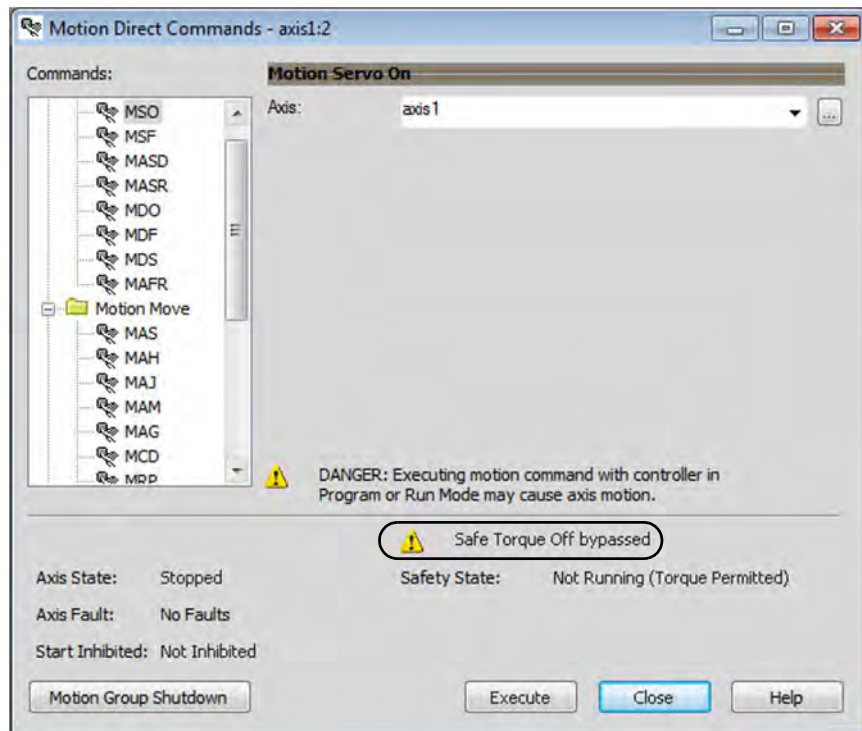 Motion Direct Commands - axis1:2
Commands:
Motion Servo On
MSO
MSF
MASD
MASR
MDO
MDF
MDS
MAFR
Motion Move
MAS
MAH
MAJ
MAM
MAG
MCD
MRP
Axis:
axis1
...
DANGER: Executing motion command with controller in
Program or Run Mode may cause axis motion.
Safe Torque Off bypassed
Axis State: Stopped
Safety State: Not Running (Torque Permitted)
Axis Fault: No Faults
Start Inhibited: Not Inhibited
Motion Group Shutdown
Execute
Close
Help